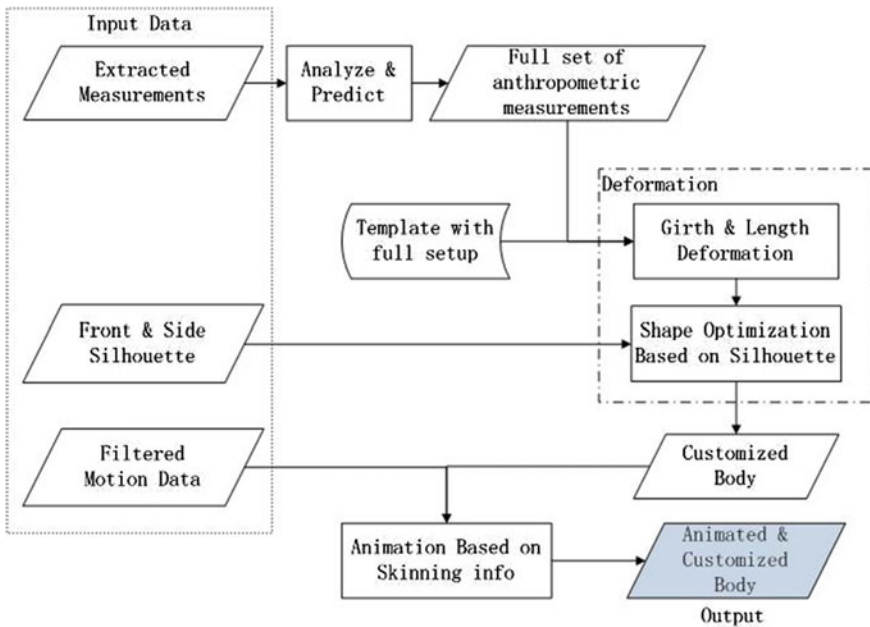 Input Data
Extracted
Measurements
Analyze &
Predict
Full set of
anthropometric
measurements
Deformation
Template with
full setup
Girth & Length
Deformation
Front & Side
Silhouette
Shape Optimization
Based on Silhouette
Filtered
Motion Data
Customized
Body
Animation Based on
Skinning info
Animated &
Customized
Body
Output